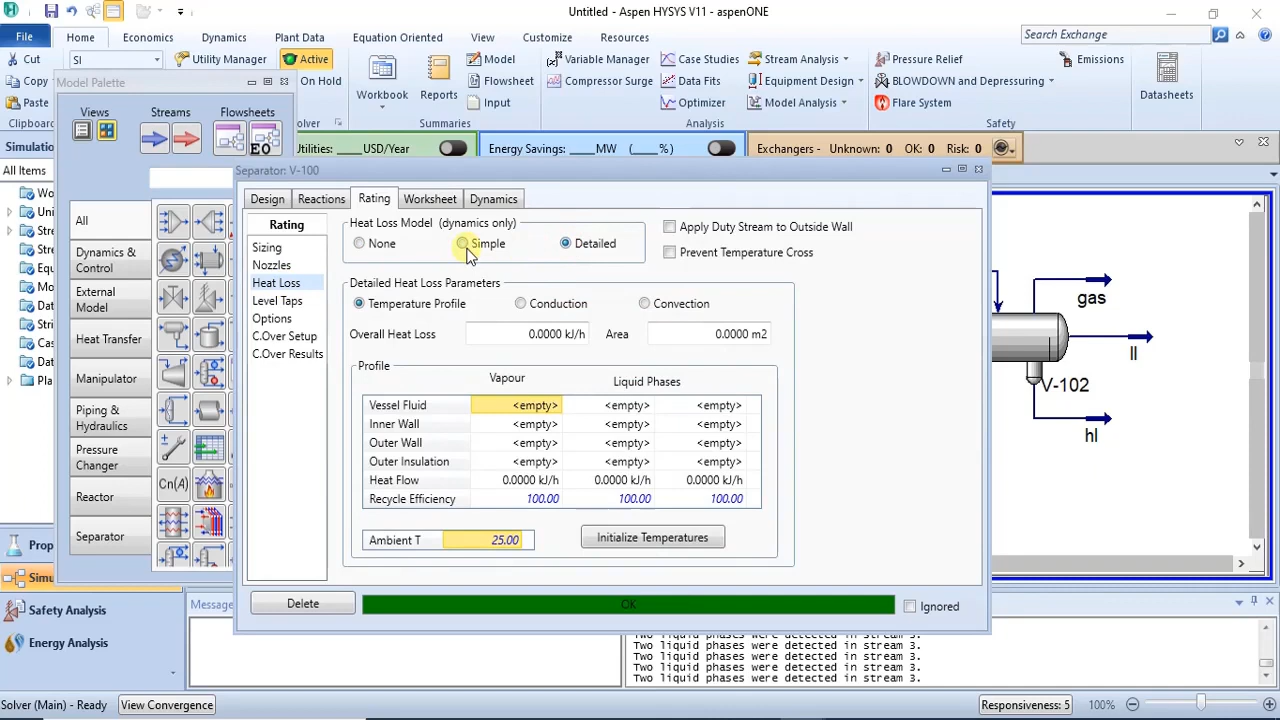 Untitled - Aspen HYSYS V11 - aspenONE
File Home Economics Dynamics Plant Data Equation Oriented View Customize Resources Search Exchange
Cut SI Utility Manager Active Model Variable Manager Case Studies Stream Analysis Pressure Relief Emissions
Copy On Hold Workbook Reports Flowsheet Compressor Surge Data Fits Equipment Design BLOWDOWN and Depressuring Datasheets
Paste Input Optimizer Model Analysis Flare System
Clipboard Summaries Analysis Safety
Model Palette
Views Streams Flowsheets
EO
Utilities: ____USD/Year Energy Savings: ____MW (____%) Exchangers - Unknown: 0 OK: 0 Risk: 0
All Items
All
Dynamics & Control
External Model
Heat Transfer
Manipulator
Piping & Hydraulics
Pressure Changer
Reactor
Separator
Cn(A)
Separator: V-100
Design Reactions Rating Worksheet Dynamics
Rating
Sizing
Nozzles
Heat Loss
Level Taps
Options
C.Over Setup
C.Over Results
Heat Loss Model (dynamics only)
None Simple Detailed
Apply Duty Stream to Outside Wall
Prevent Temperature Cross
Detailed Heat Loss Parameters
Temperature Profile Conduction Convection
Overall Heat Loss 0.0000 kJ/h Area 0.0000 m2
Profile
Vapour Liquid Phases
Vessel Fluid <empty> <empty> <empty>
Inner Wall <empty> <empty> <empty>
Outer Wall <empty> <empty> <empty>
Outer Insulation <empty> <empty> <empty>
Heat Flow 0.0000 kJ/h 0.0000 kJ/h 0.0000 kJ/h
Recycle Efficiency 100.00 100.00 100.00
Ambient T 25.00 Initialize Temperatures
Delete OK Ignored
gas
ll
V-102
hl
Safety Analysis
Energy Analysis
Two liquid phases were detected in stream 3.
Two liquid phases were detected in stream 3.
Two liquid phases were detected in stream 3.
Two liquid phases were detected in stream 3.
Solver (Main) - Ready View Convergence Responsiveness: 5 100%